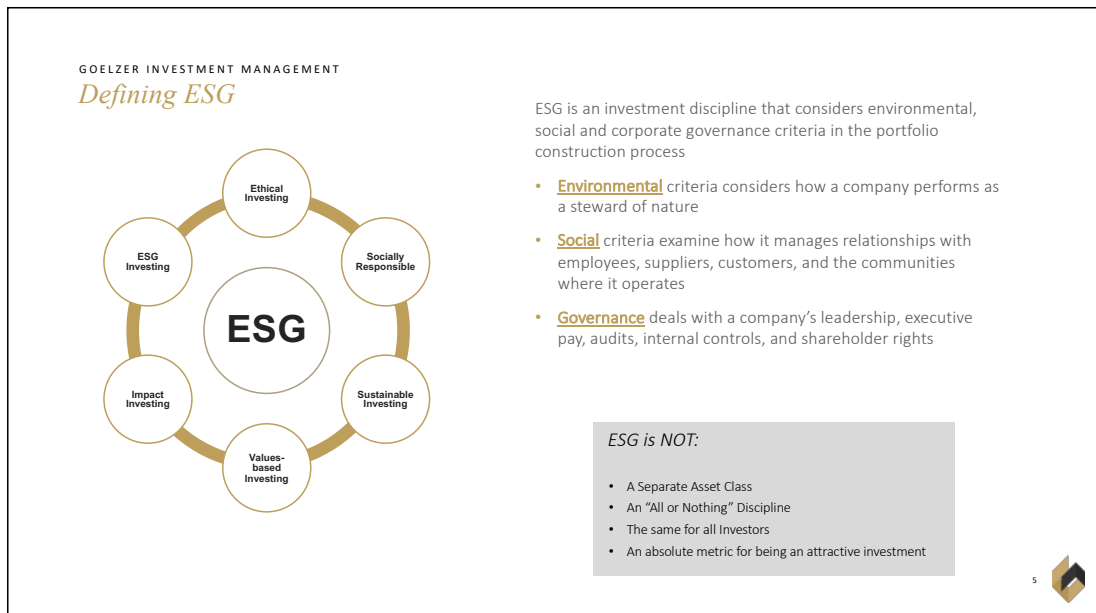 GOELZER INVESTMENT MANAGEMENT
Defining ESG
Ethical
Investing
Socially
Responsible
Sustainable
Investing
Values-
based
Investing
Impact
Investing
ESG
Investing
ESG
ESG is an investment discipline that considers environmental,
social and corporate governance criteria in the portfolio
construction process
• Environmental criteria considers how a company performs as
a steward of nature
• Social criteria examine how it manages relationships with
employees, suppliers, customers, and the communities
where it operates
• Governance deals with a company’s leadership, executive
pay, audits, internal controls, and shareholder rights
ESG is NOT:
• A Separate Asset Class
• An “All or Nothing” Discipline
• The same for all Investors
• An absolute metric for being an attractive investment
5